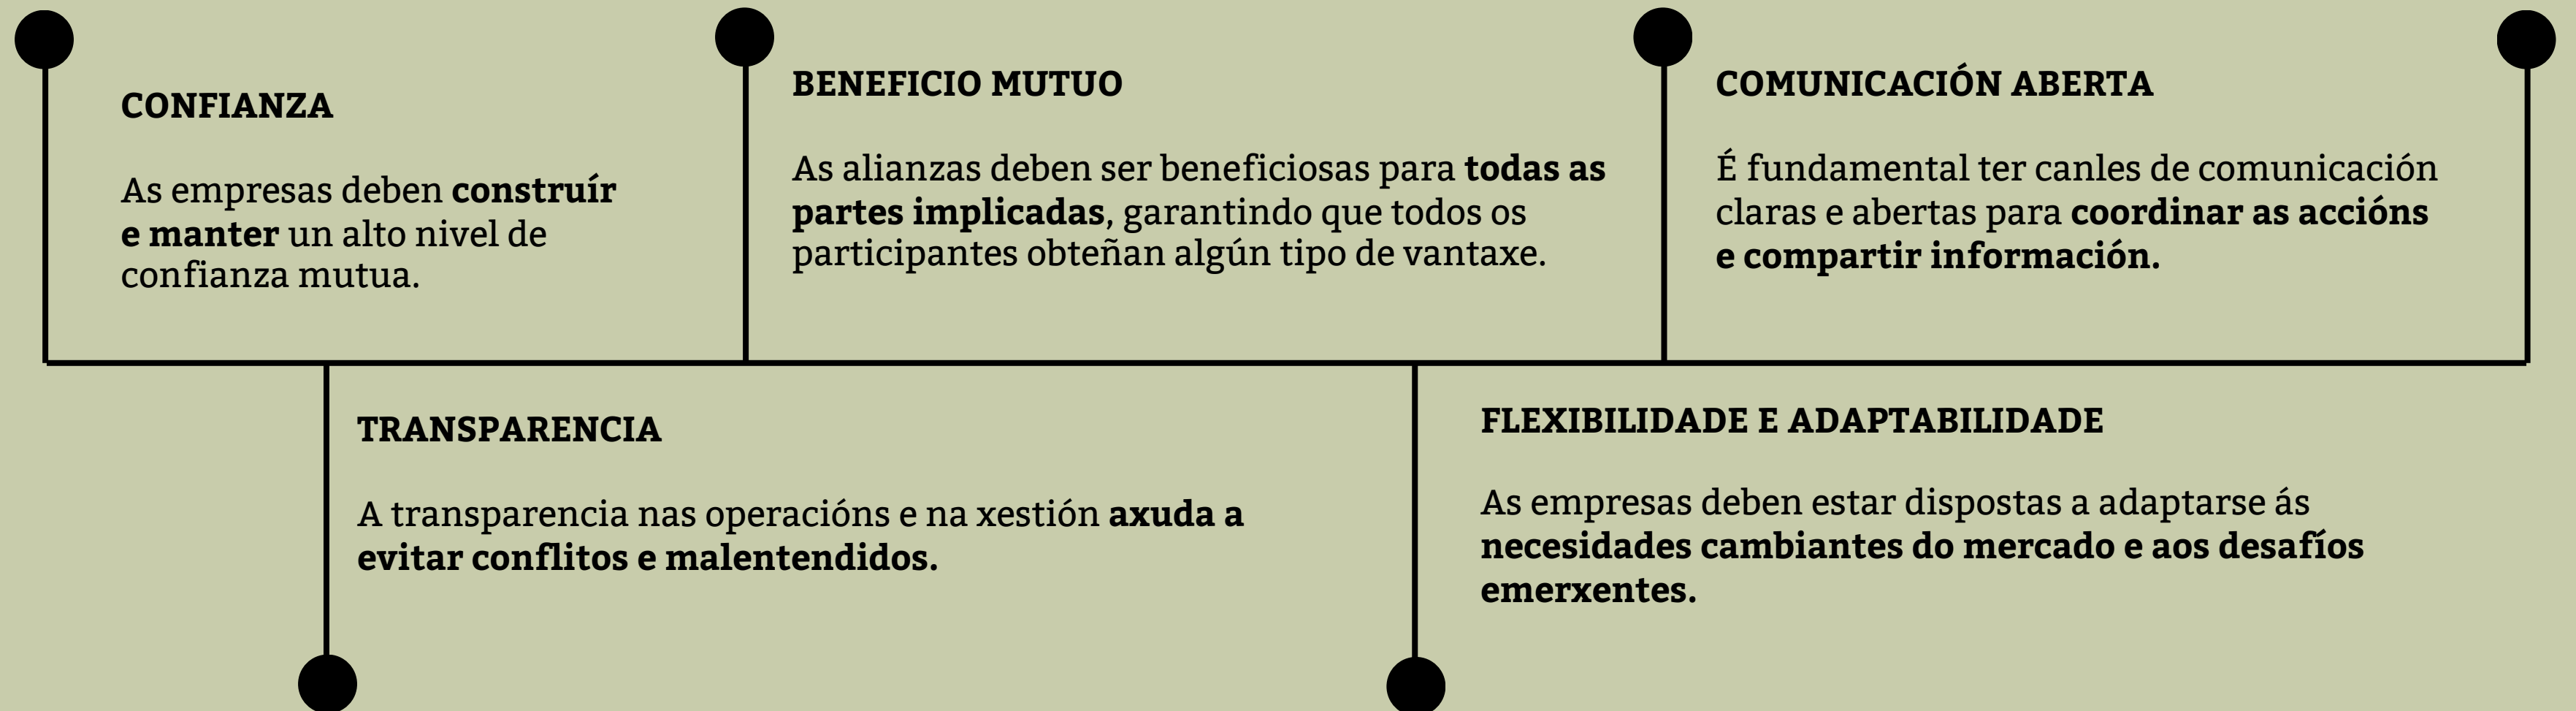 CONFIANZA
As empresas deben construír
e manter un alto nivel de
confianza mutua.
BENEFICIO MUTUO
As alianzas deben ser beneficiosas para todas as
partes implicadas, garantindo que todos os
participantes obteñan algún tipo de vantaxe.
COMUNICACIÓN ABERTA
É fundamental ter canles de comunicación
claras e abertas para coordinar as accións
e compartir información.
TRANSPARENCIA
A transparencia nas operacións e na xestión axuda a
evitar conflitos e malentendidos.
FLEXIBILIDADE E ADAPTABILIDADE
As empresas deben estar dispostas a adaptarse ás
necesidades cambiantes do mercado e aos desafíos
emerxentes.